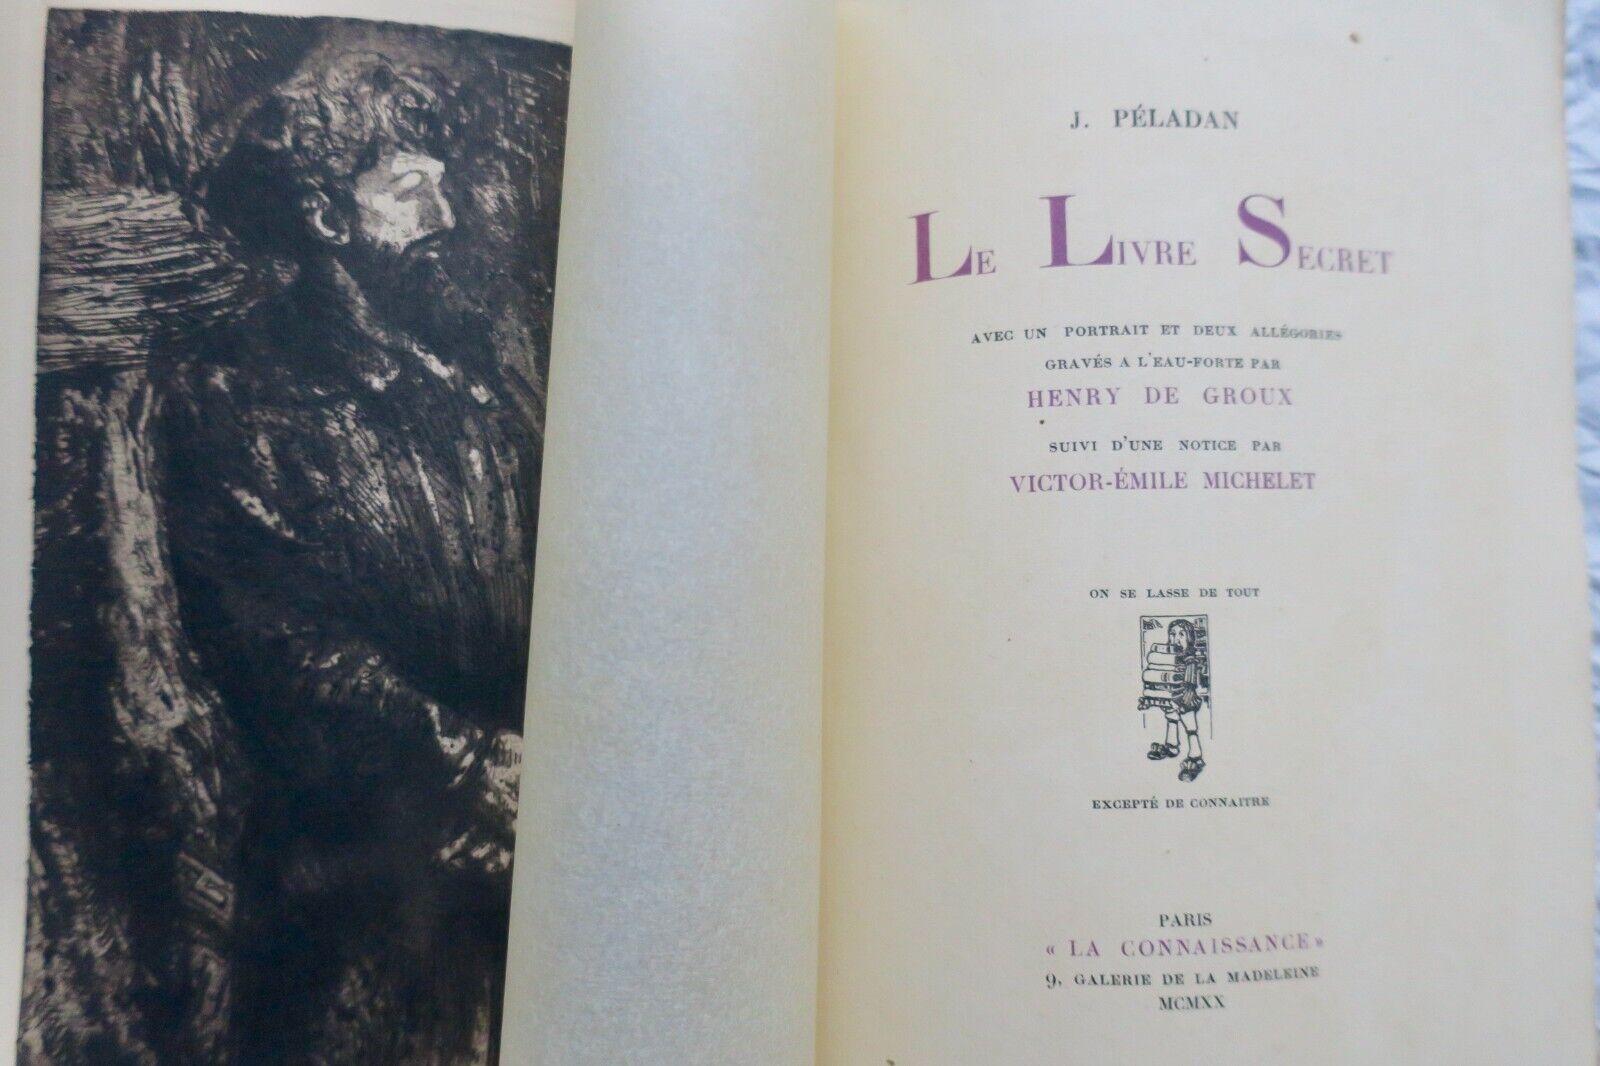 J. PÉLADAN
LE LIVRE SECRET
AVEC UN PORTRAIT ET DEUX ALLÉGORIES
GRAVÉS A L'EAU-FORTE PAR
HENRY DE GROUX
SUIVI D'UNE NOTICE PAR
VICTOR-ÉMILE MICHELET
ON SE LASSE DE TOUT
EXCEPTÉ DE CONNAITRE
PARIS
« LA CONNAISSANCE »
9, GALERIE DE LA MADELEINE
MCMXX